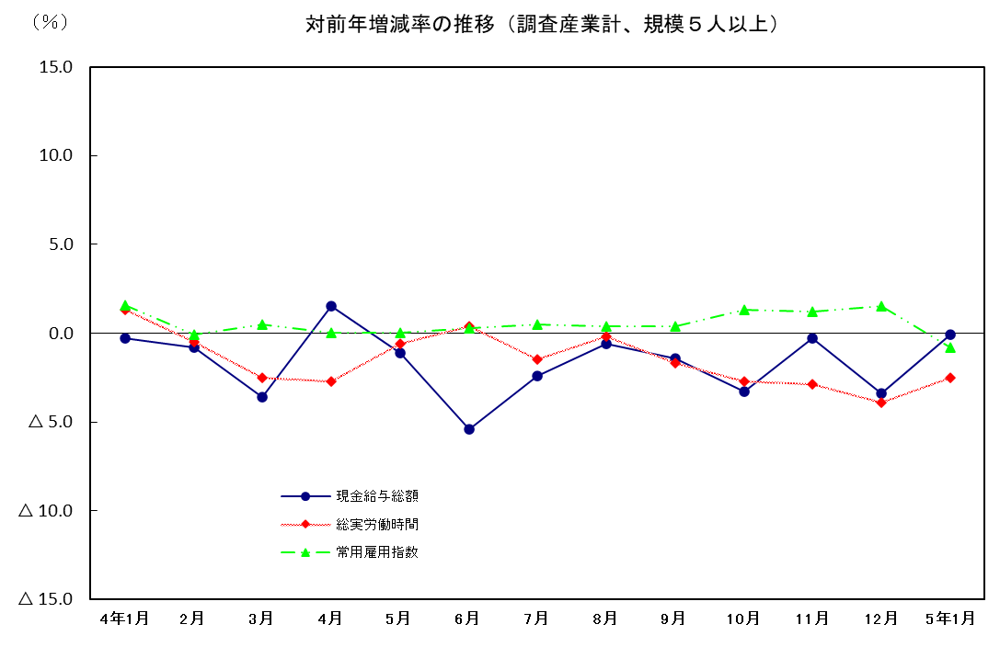 （％）
対前年増減率の推移（調査産業計、規模５人以上）
15.0
10.0
5.0
0.0
△ 5.0
△ 10.0
△ 15.0
現金給与総額
総実労働時間
常用雇用指数
４年１月 ２月 ３月 ４月 ５月 ６月 ７月 ８月 ９月 10月 11月 12月 ５年１月